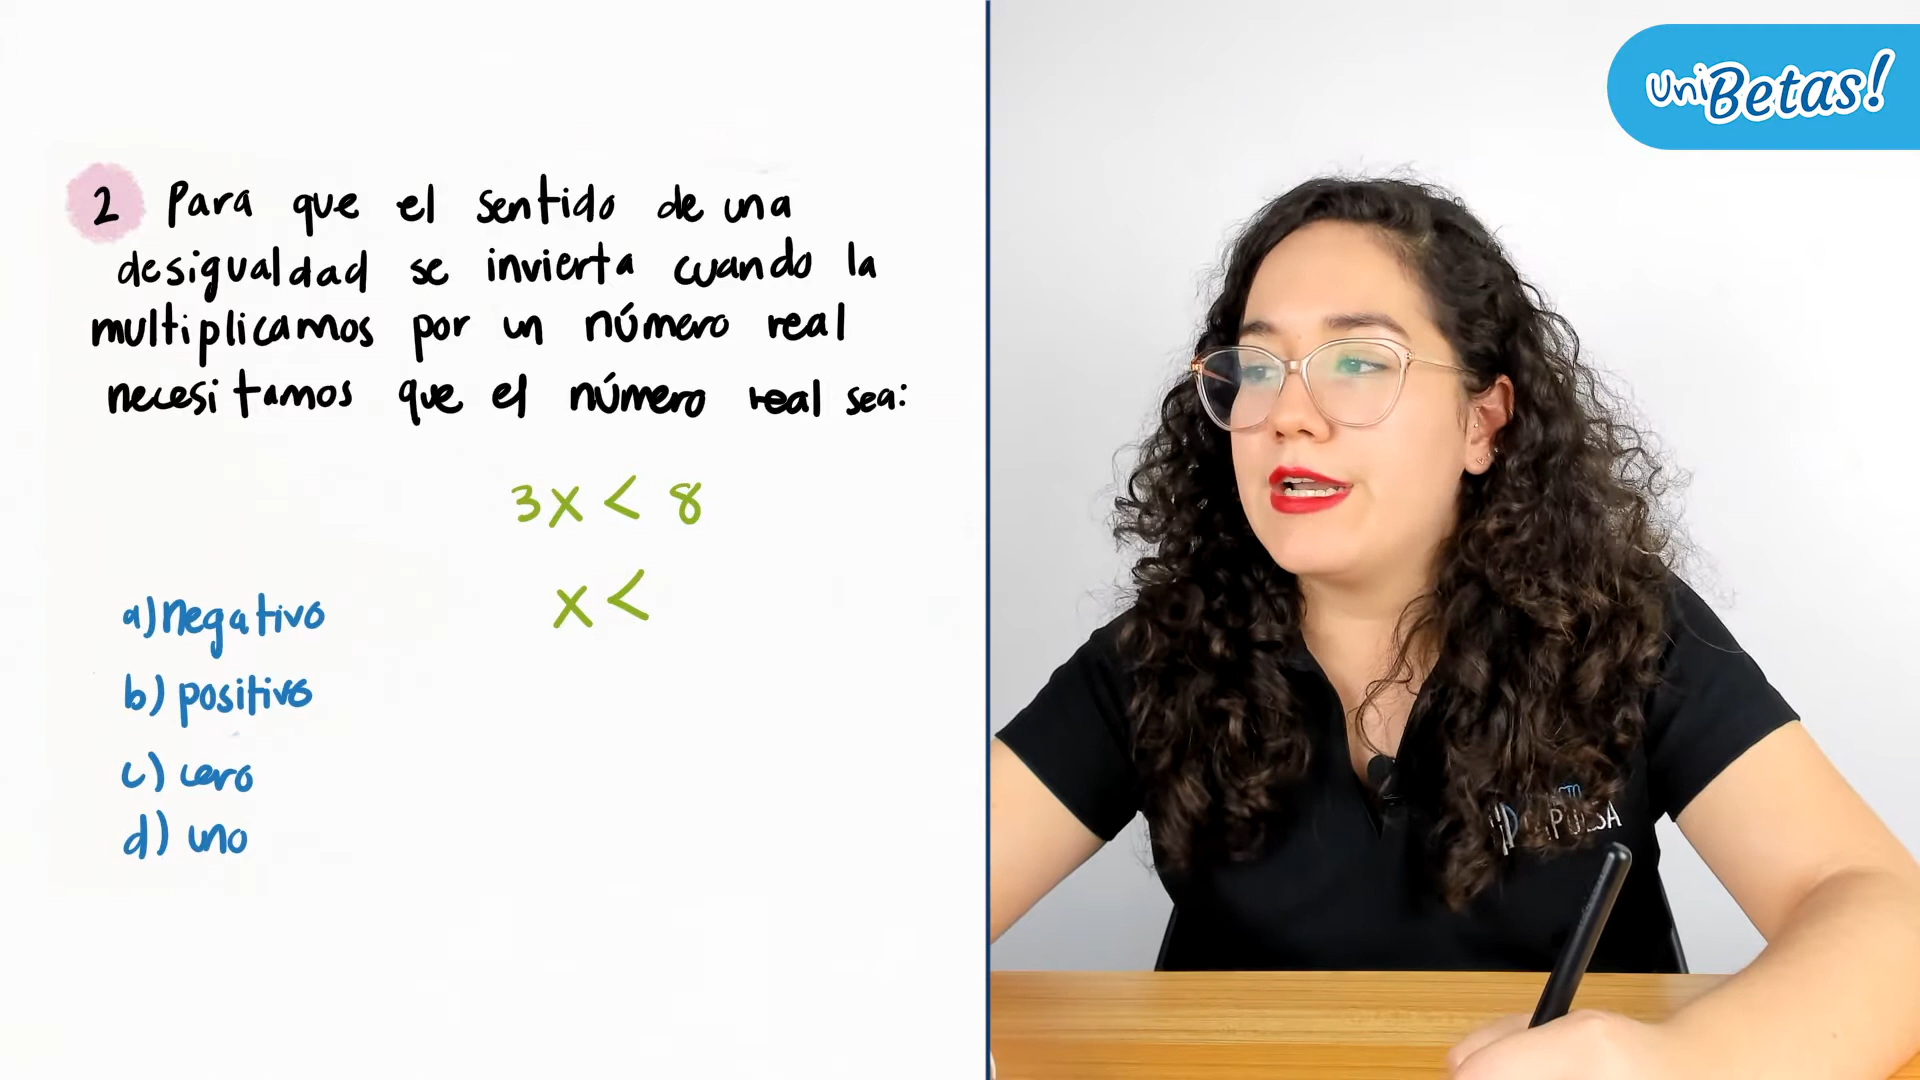 2 Para que el sentido de una
desigualdad se invierta cuando la
multiplicamos por un número real
necesitamos que el número real sea:
3x < 8
x <
a) negativo
b) positivo
c) cero
d) uno
UniBetas!